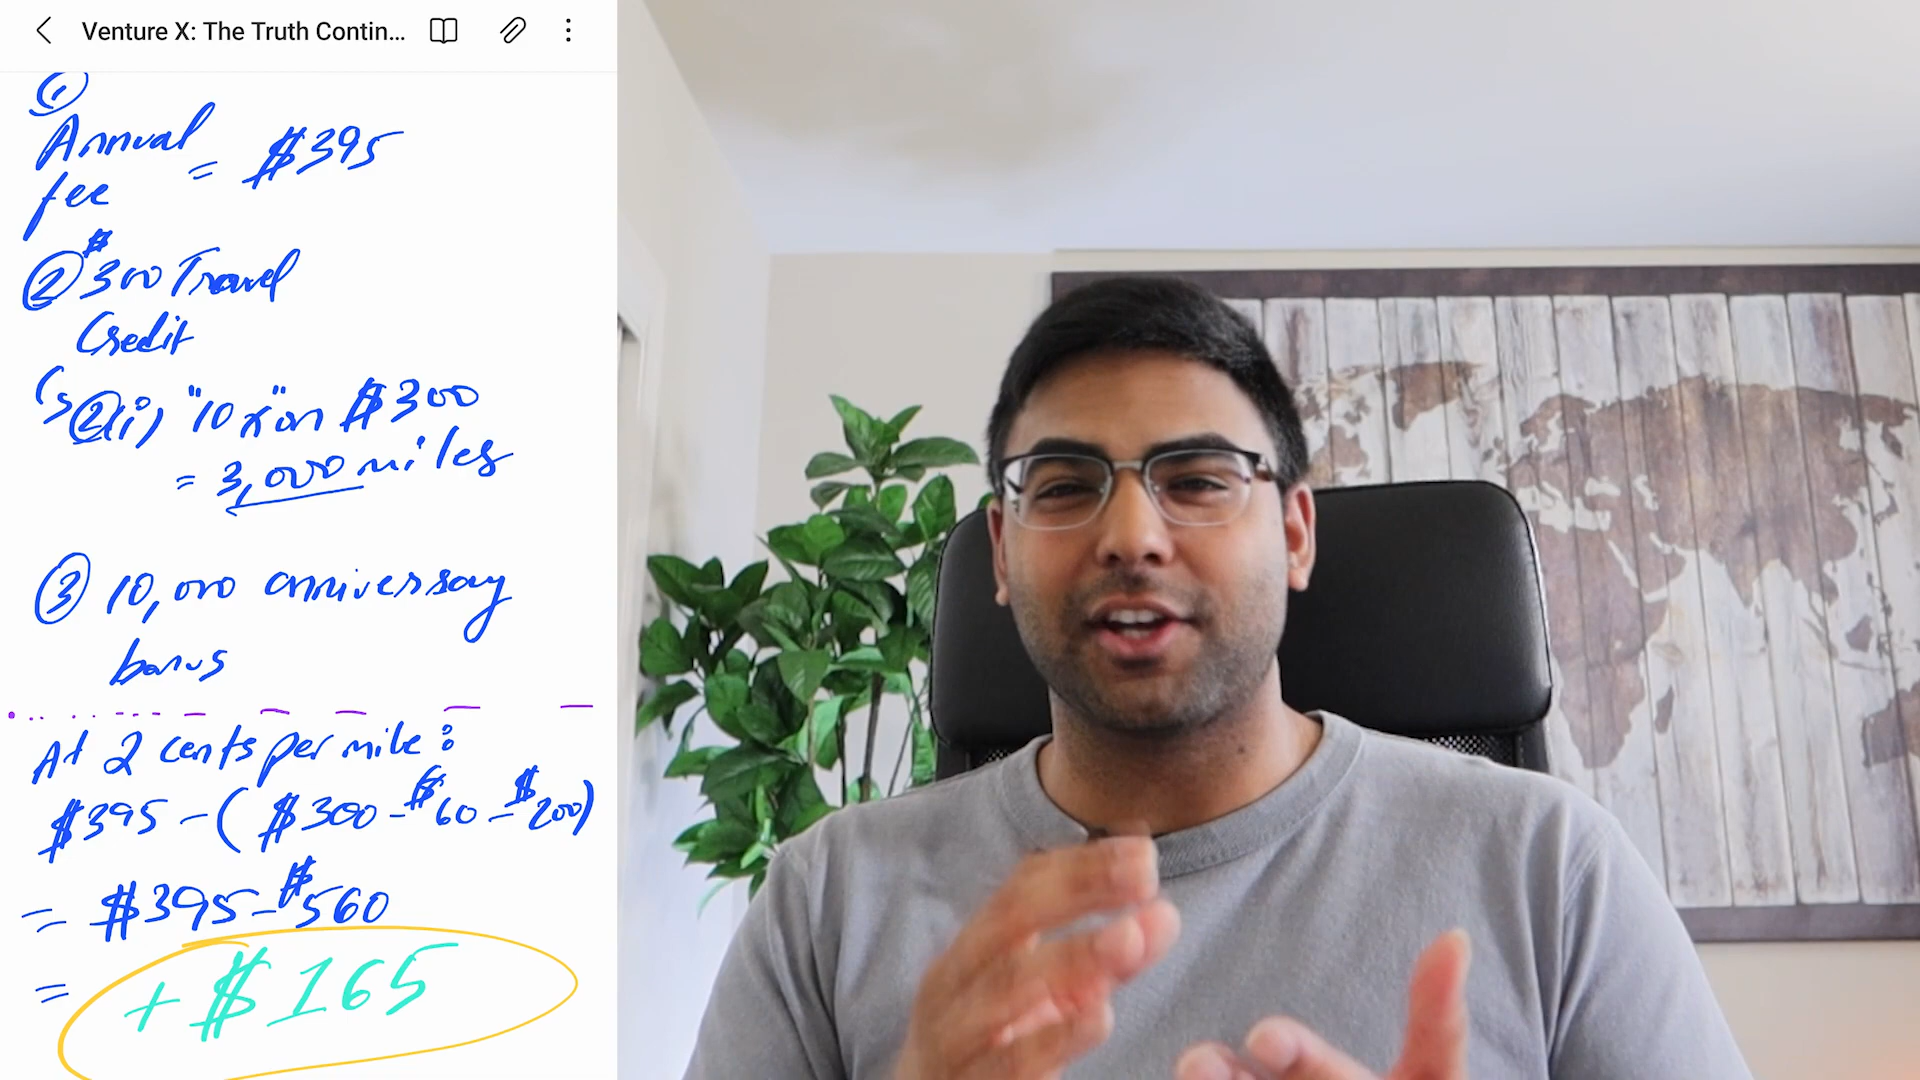 Venture X: The Truth Contin...
①
Annual
fee = $395
② $300 Travel
Credit
②(i) "10x" on $300
= 3,000 miles
③ 10,000 anniversary
bonus
At 2 cents per mile:
$395 - ($300 - $60 - $200)
= $395 - $560
= + $165